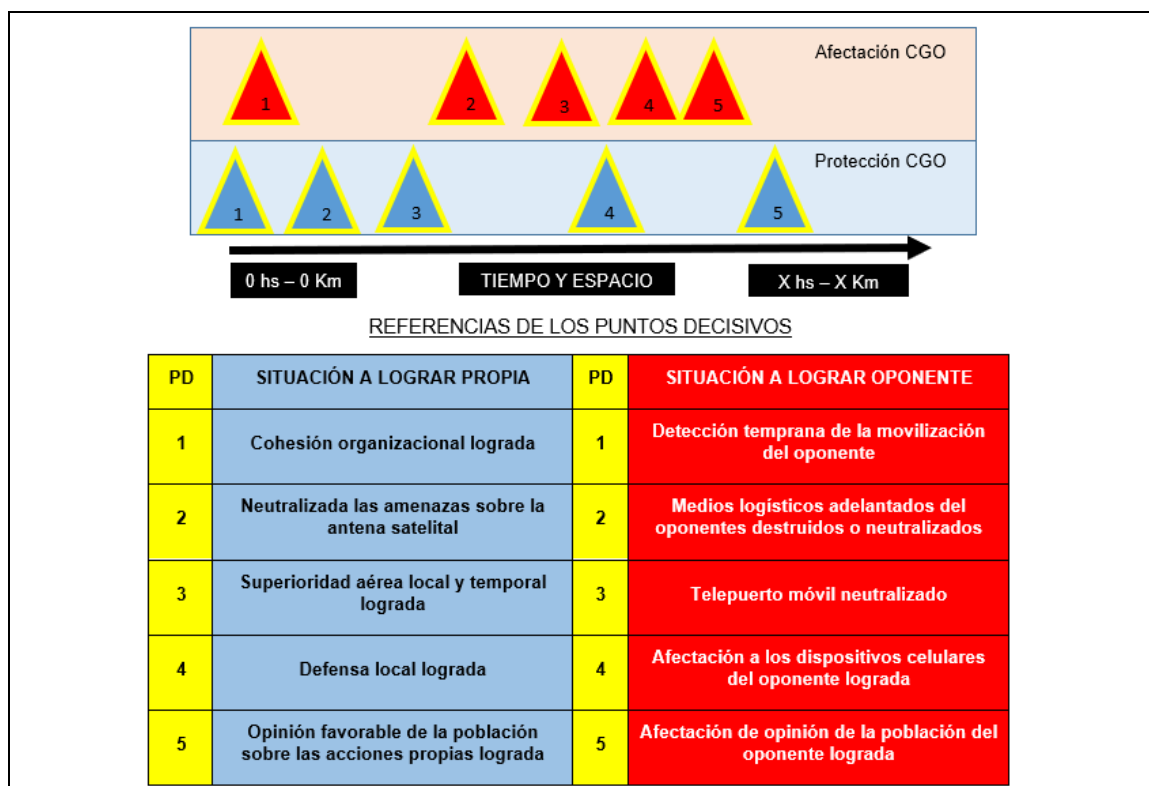 Afectación CGO
1
2
3
4
5
Protección CGO
1
2
3
4
5
0 hs – 0 Km
TIEMPO Y ESPACIO
X hs – X Km
REFERENCIAS DE LOS PUNTOS DECISIVOS
PD
SITUACIÓN A LOGRAR PROPIA
PD
SITUACIÓN A LOGRAR OPONENTE
1
Cohesión organizacional lograda
1
Detección temprana de la movilización
del oponente
2
Neutralizada las amenazas sobre la
antena satelital
2
Medios logísticos adelantados del
oponentes destruidos o neutralizados
3
Superioridad aérea local y temporal
lograda
3
Telepuerto móvil neutralizado
4
Defensa local lograda
4
Afectación a los dispositivos celulares
del oponente lograda
5
Opinión favorable de la población
sobre las acciones propias lograda
5
Afectación de opinión de la población del
oponente lograda